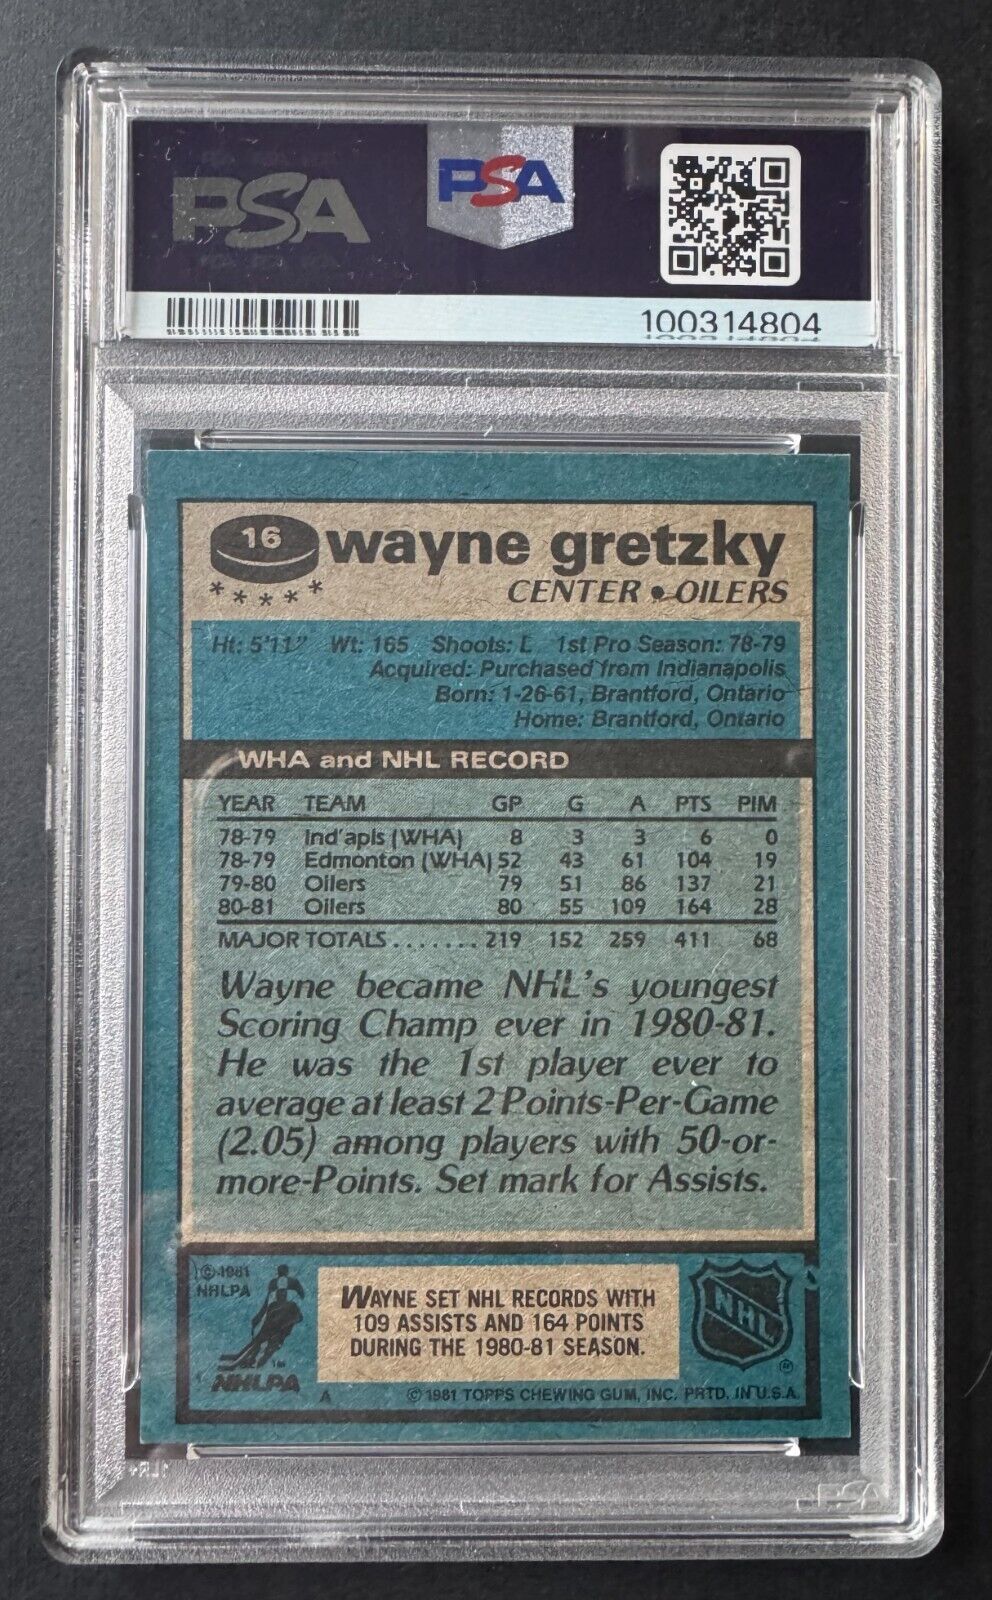 PSA
PSA
100314804
16
wayne gretzky
CENTER • OILERS
Ht: 5'11" Wt: 165 Shoots: L 1st Pro Season: 78-79
Acquired: Purchased from Indianapolis
Born: 1-26-61, Brantford, Ontario
Home: Brantford, Ontario
WHA and NHL RECORD
YEAR TEAM GP G A PTS PIM
78-79 Ind'apls (WHA) 8 3 3 6 0
78-79 Edmonton (WHA) 52 43 61 104 19
79-80 Oilers 79 51 86 137 21
80-81 Oilers 80 55 109 164 28
MAJOR TOTALS....... 219 152 259 411 68
Wayne became NHL's youngest
Scoring Champ ever in 1980-81.
He was the 1st player ever to
average at least 2 Points-Per-Game
(2.05) among players with 50-or-
more-Points. Set mark for Assists.
© 1981
NHLPA
TM
NHLPA
WAYNE SET NHL RECORDS WITH
109 ASSISTS AND 164 POINTS
DURING THE 1980-81 SEASON.
NHL
®
A © 1981 TOPPS CHEWING GUM, INC. PRTD. IN U.S.A.
PSA